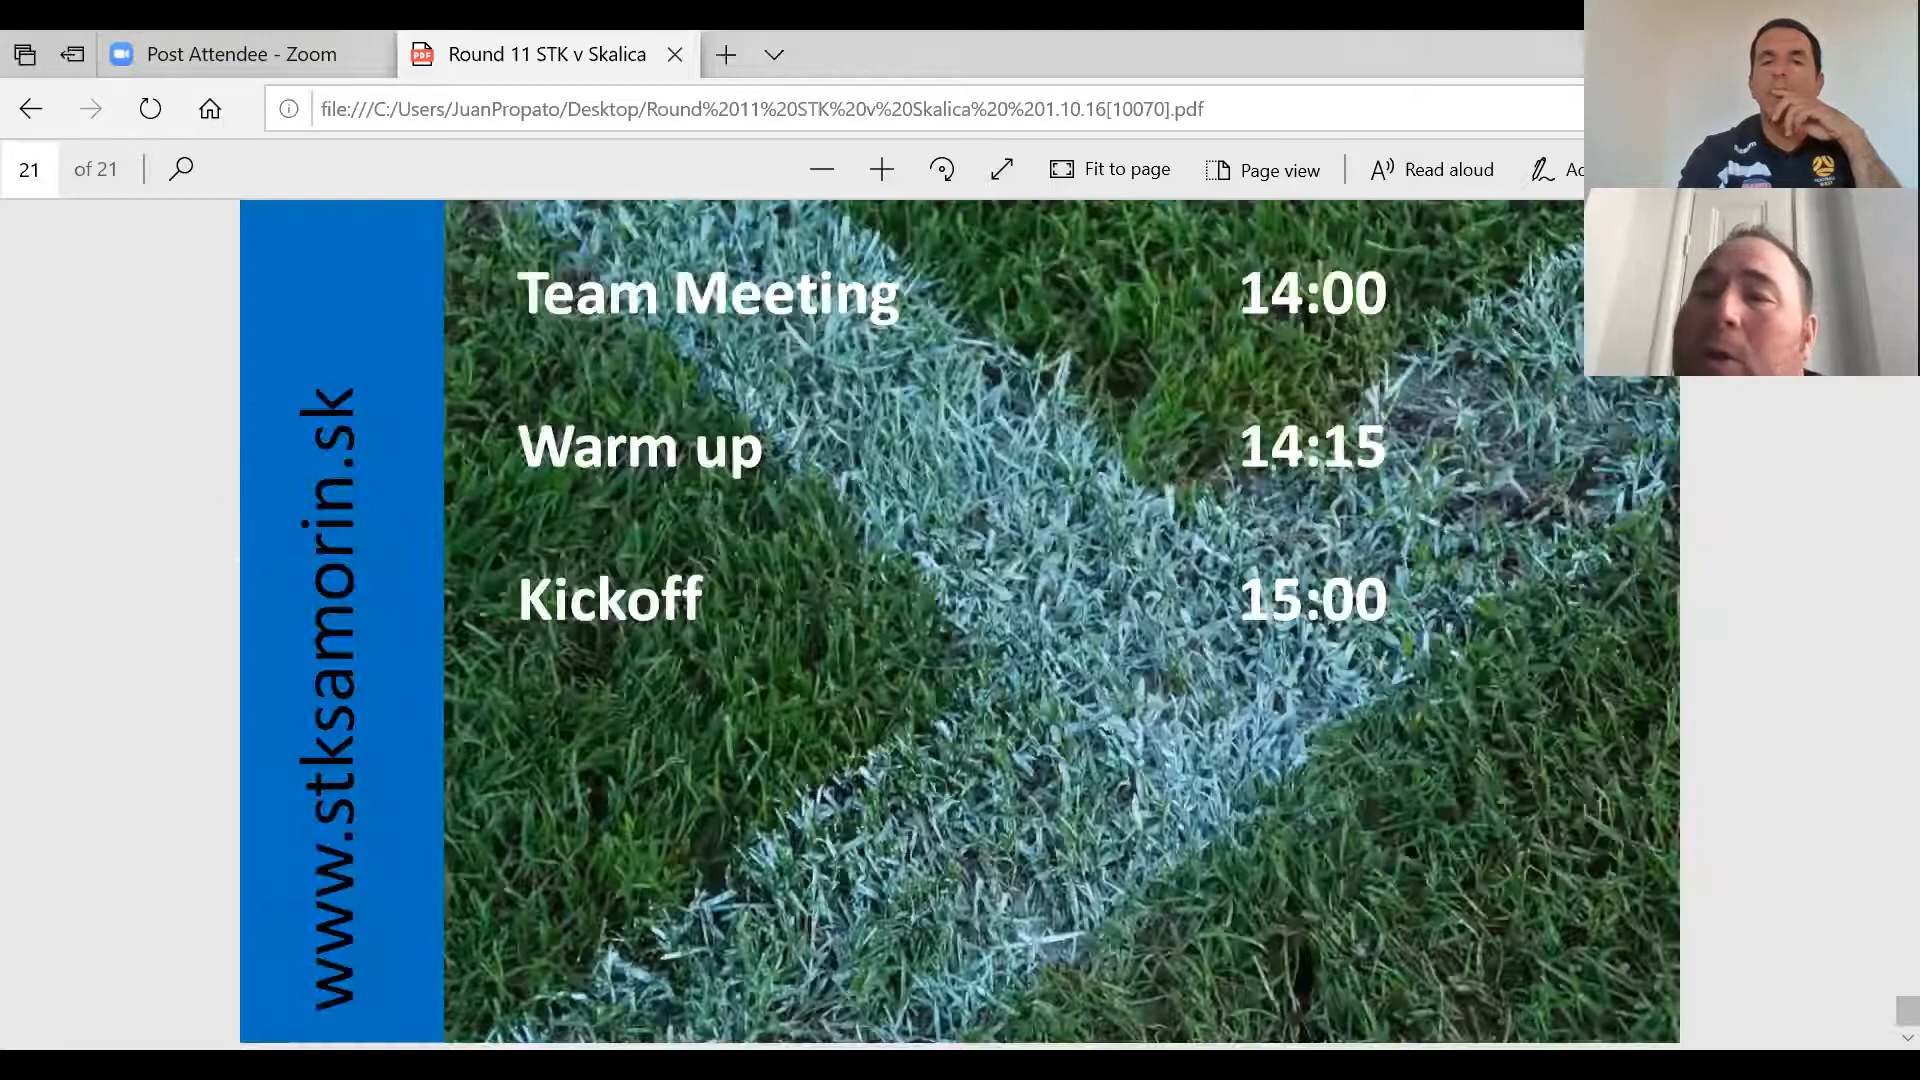 Post Attendee - Zoom
Round 11 STK v Skalica
file:///C:/Users/JuanPropato/Desktop/Round%2011%20STK%20v%20Skalica%20%201.10.16[10070].pdf
21 of 21
Fit to page
Page view
Read aloud
Ac
www.stksamorin.sk
Team Meeting 14:00
Warm up 14:15
Kickoff 15:00